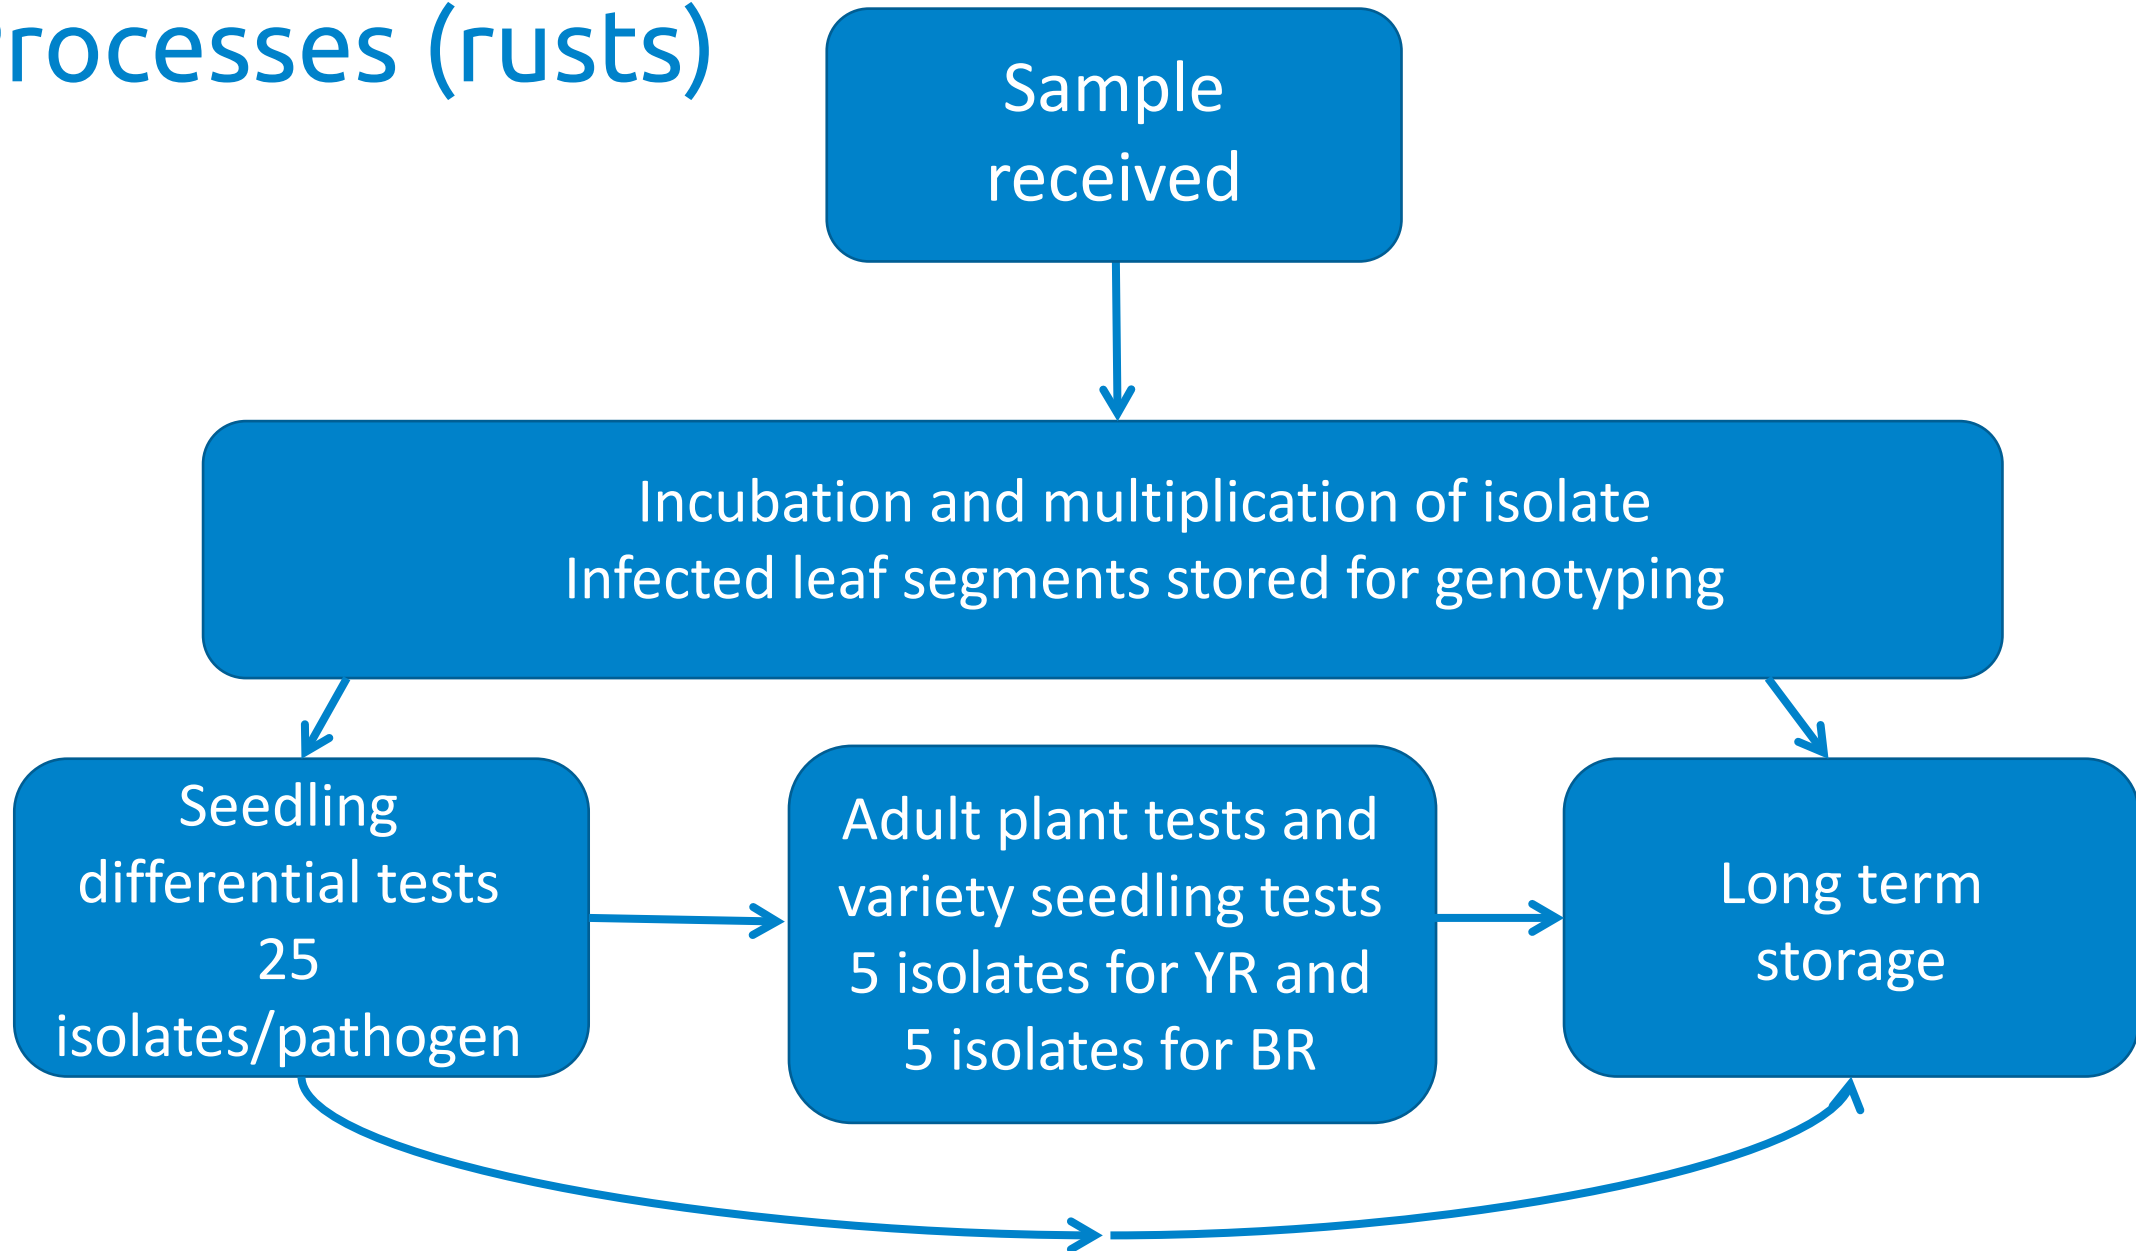 rocesses (rusts)
Sample
received
Incubation and multiplication of isolate
Infected leaf segments stored for genotyping
Seedling
differential tests
25
isolates/pathogen
Adult plant tests and
variety seedling tests
5 isolates for YR and
5 isolates for BR
Long term
storage